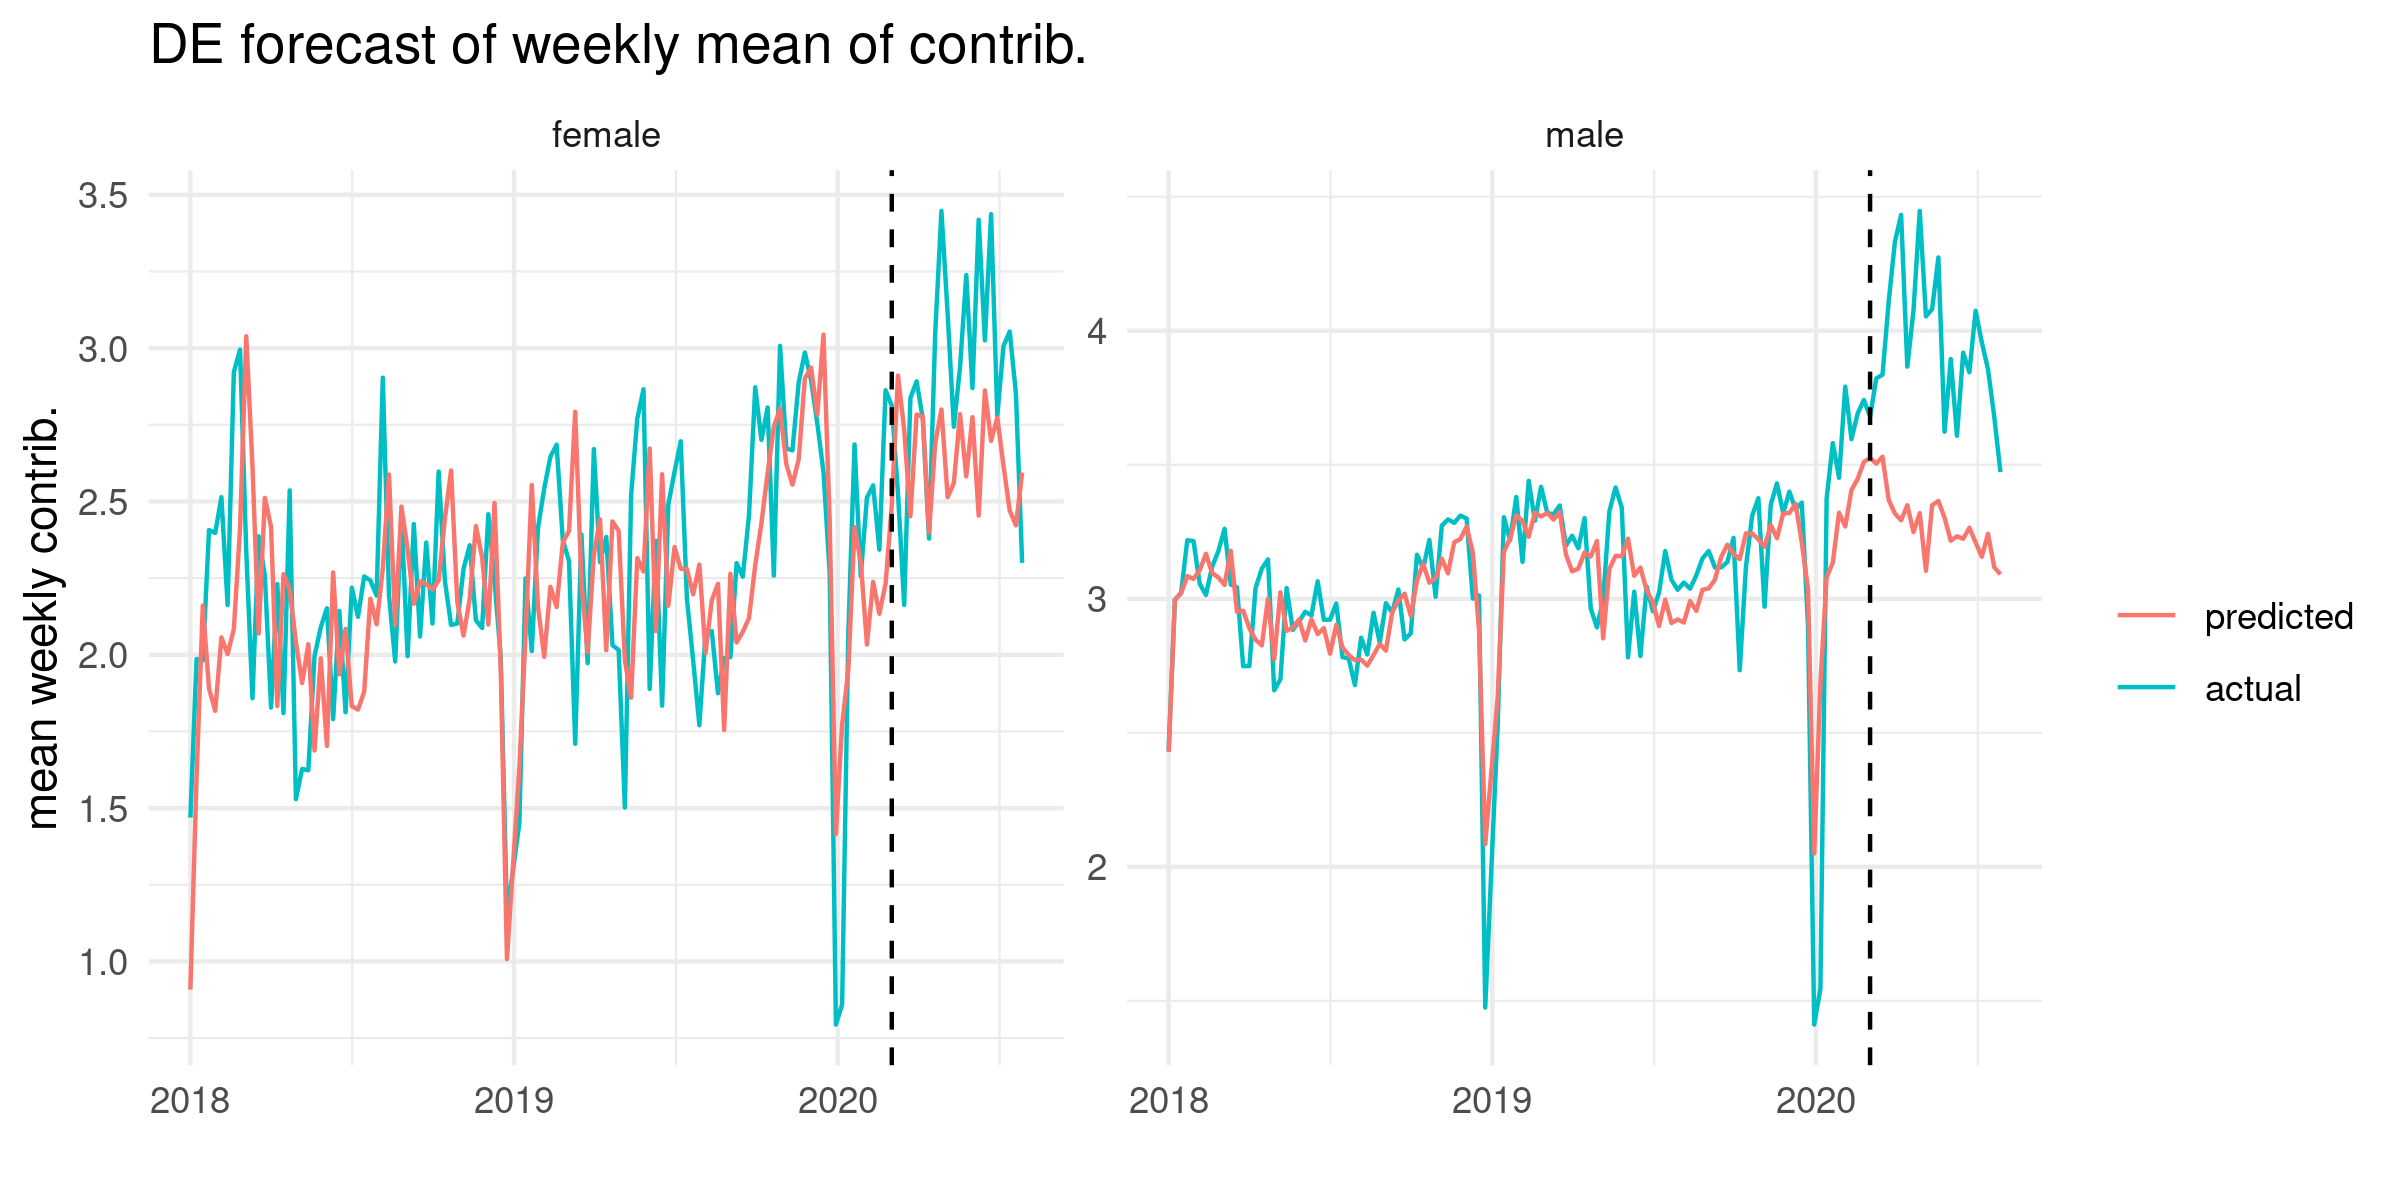 DE forecast of weekly mean of contrib.
female
male
mean weekly contrib.
3.5
3.0
2.5
2.0
1.5
1.0
4
3
2
2018
2019
2020
2018
2019
2020
predicted
actual